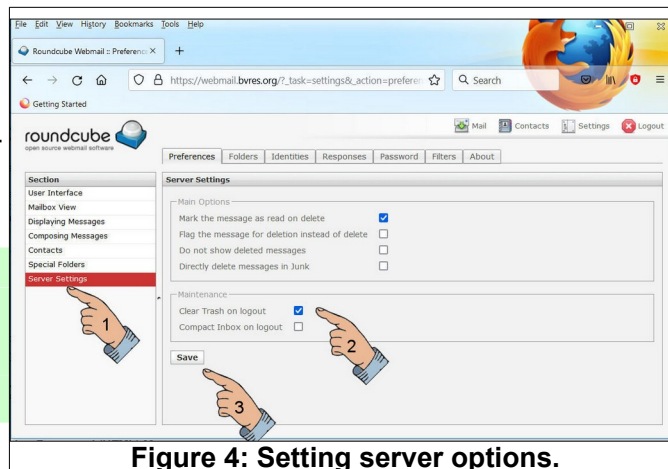 File Edit View History Bookmarks Tools Help
Roundcube Webmail :: Preferenc
https://webmail.bvres.org/?_task=settings&_action=prefere
Search
Getting Started
roundcube
open source webmail software
Mail Contacts Settings Logout
Preferences Folders Identities Responses Password Filters About
Section
User Interface
Mailbox View
Displaying Messages
Composing Messages
Contacts
Special Folders
Server Settings
Server Settings
Main Options
Mark the message as read on delete
Flag the message for deletion instead of delete
Do not show deleted messages
Directly delete messages in Junk
Maintenance
Clear Trash on logout
Compact Inbox on logout
Save
1
2
3
Figure 4: Setting server options.